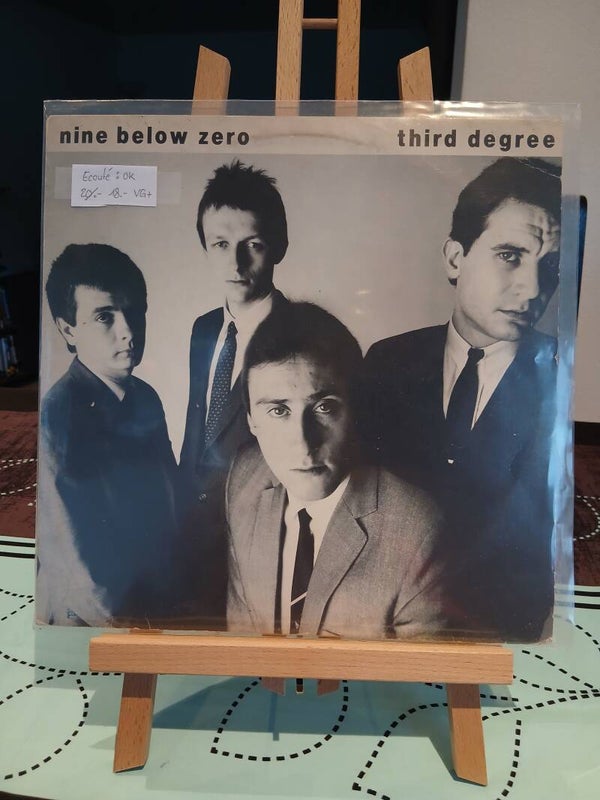 nine below zero third degree
Ecouté : OK
20.- 18.- VG+